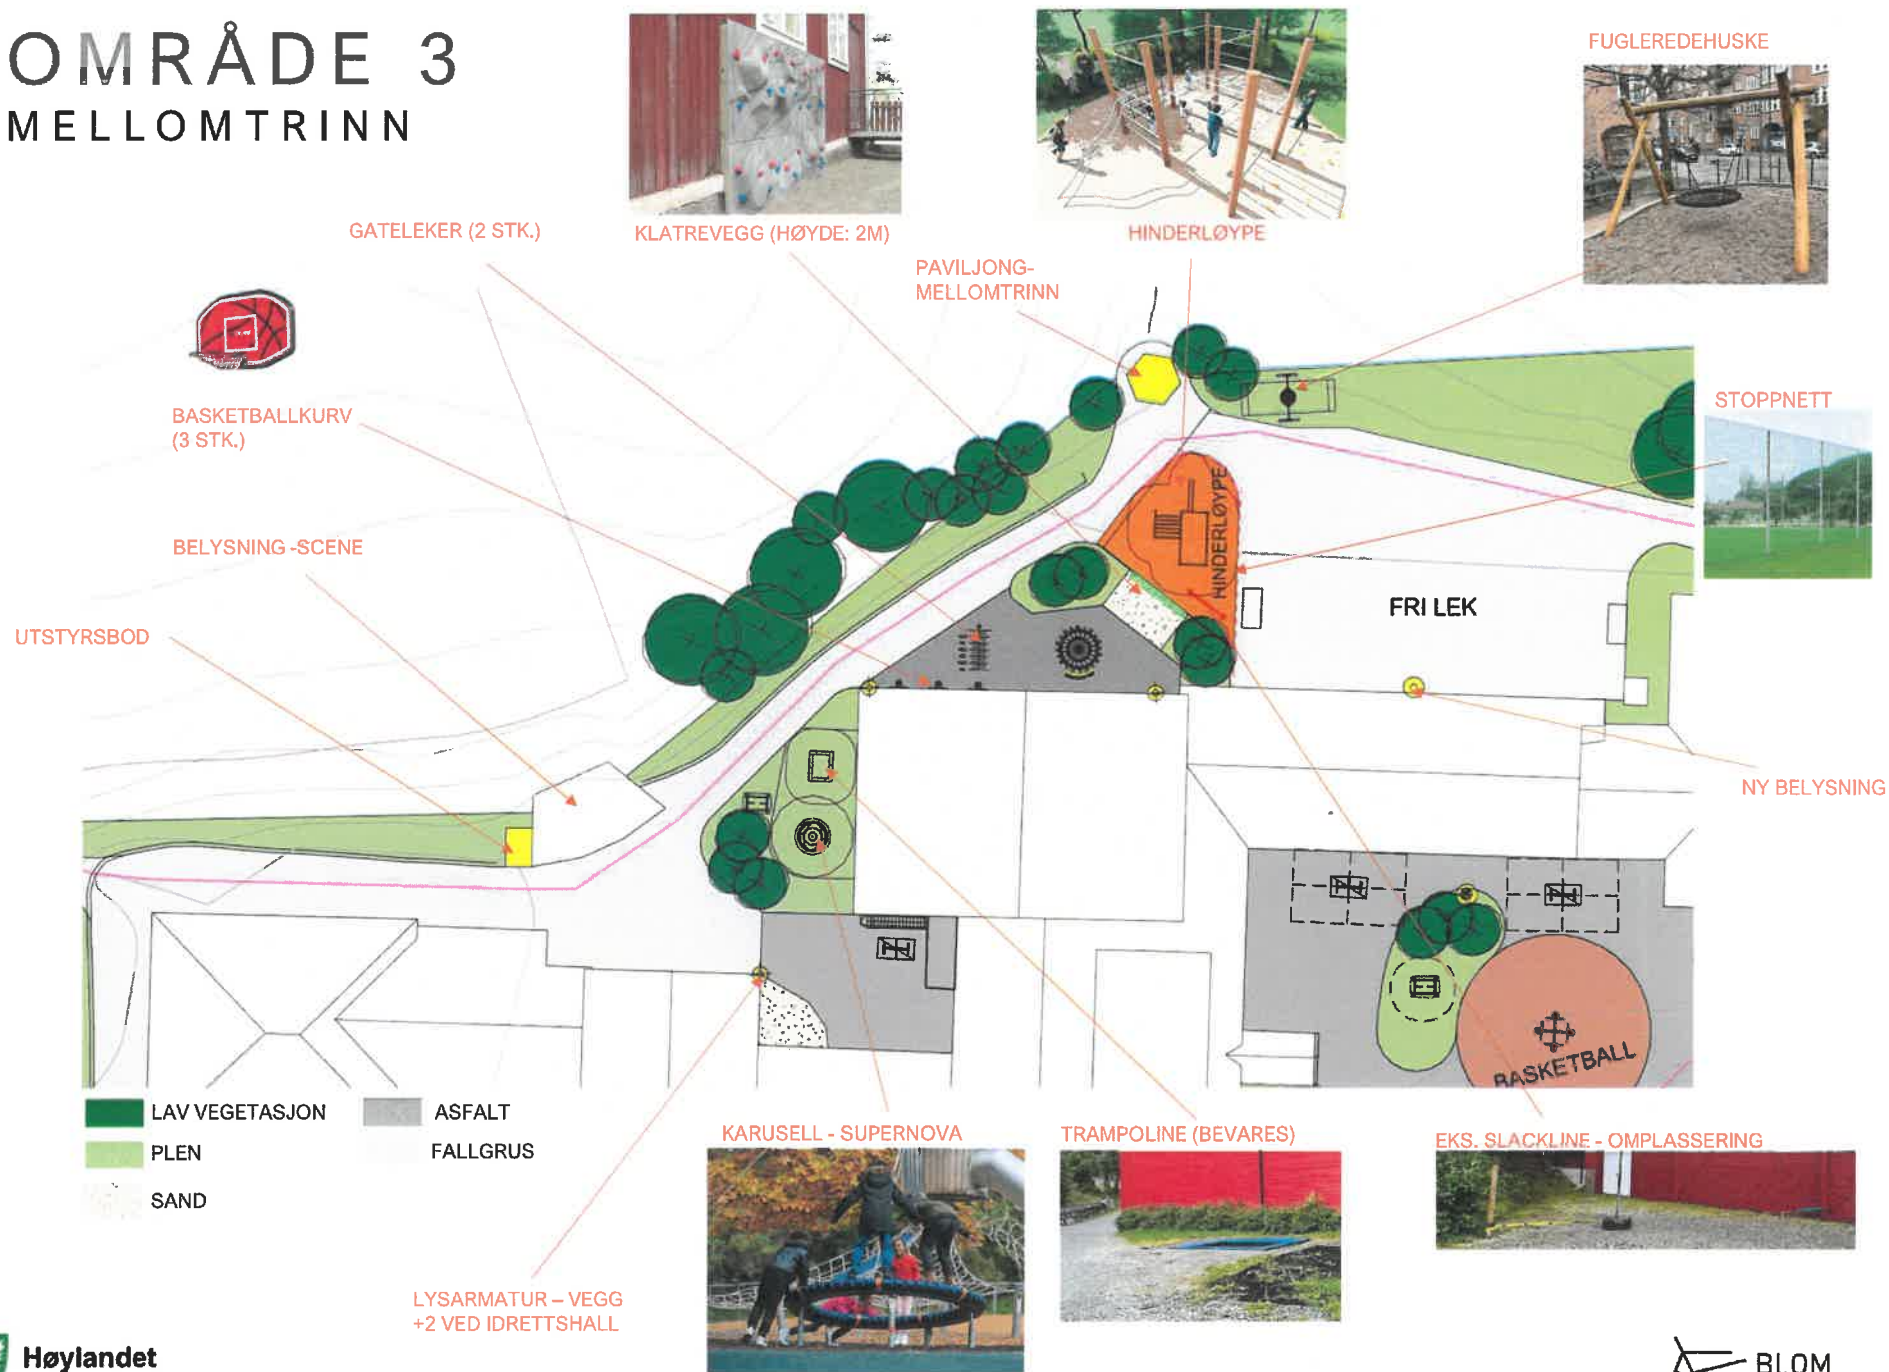 OMRÅDE 3
MELLOMTRINN
FUGLEREDEHUSKE
GATELEKER (2 STK.)
KLATREVEGG (HØYDE: 2M)
HINDERLØYPE
PAVILJONG-
MELLOMTRINN
BASKETBALLKURV
(3 STK.)
STOPPNETT
BELYSNING -SCENE
HINDERLØYPE
FRI LEK
UTSTYRSBOD
NY BELYSNING
BASKETBALL
LAV VEGETASJON
ASFALT
PLEN
FALLGRUS
SAND
KARUSELL - SUPERNOVA
TRAMPOLINE (BEVARES)
EKS. SLACKLINE - OMPLASSERING
LYSARMATUR – VEGG
+2 VED IDRETTSHALL
Høylandet
BLOM